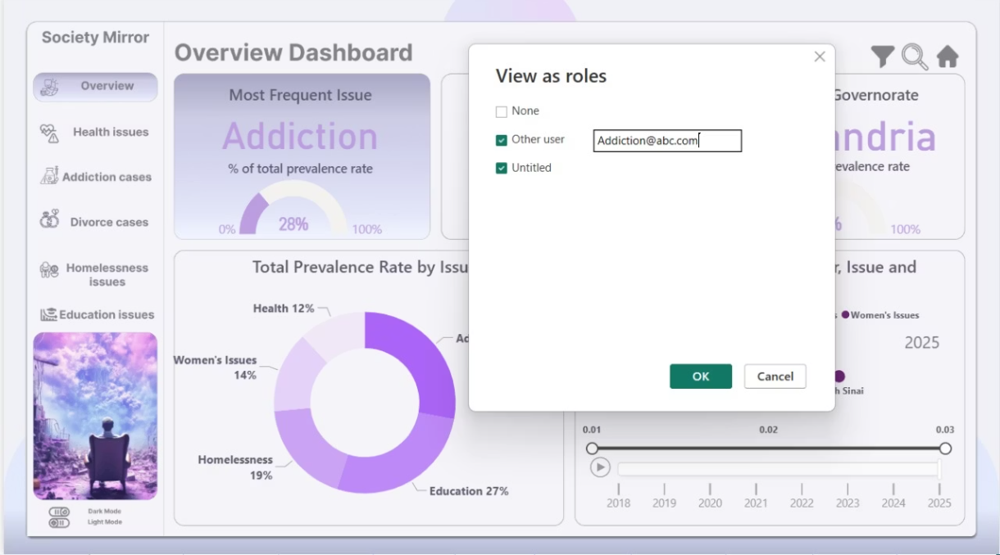 Society Mirror
Overview
Health issues
Addiction cases
Divorce cases
Homelessness
issues
Education issues
Dark Mode
Light Mode
Overview Dashboard
Most Frequent Issue
Addiction
% of total prevalence rate
0%
28%
100%
View as roles
None
Other user
Addiction@abc.com
Untitled
OK
Cancel
Governorate
ndria
evalence rate
%
100%
Total Prevalence Rate by Issu
Health 12%
Ad
Women's Issues
14%
Homelessness
19%
Education 27%
r, Issue and
s Women's Issues
2025
h Sinai
0.01 0.02 0.03
2018 2019 2020 2021 2022 2023 2024 2025